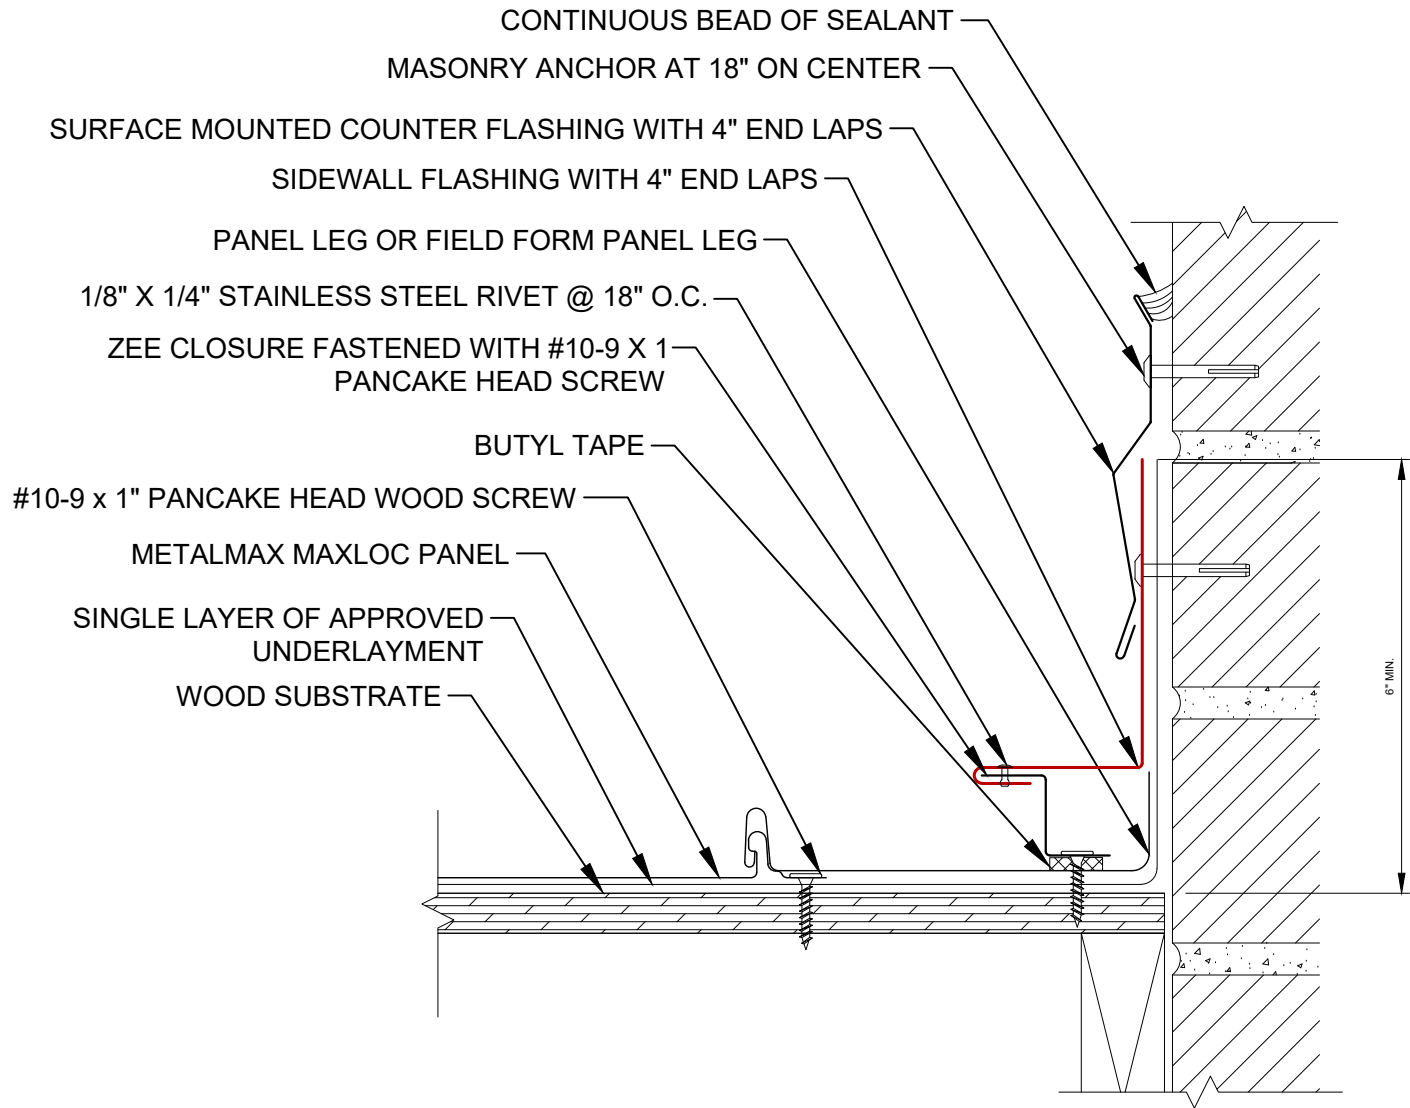 CONTINUOUS BEAD OF SEALANT
MASONRY ANCHOR AT 18" ON CENTER
SURFACE MOUNTED COUNTER FLASHING WITH 4" END LAPS
SIDEWALL FLASHING WITH 4" END LAPS
PANEL LEG OR FIELD FORM PANEL LEG
1/8" X 1/4" STAINLESS STEEL RIVET @ 18" O.C.
ZEE CLOSURE FASTENED WITH #10-9 X 1
PANCAKE HEAD SCREW
BUTYL TAPE
#10-9 x 1" PANCAKE HEAD WOOD SCREW
METALMAX MAXLOC PANEL
SINGLE LAYER OF APPROVED
UNDERLAYMENT
WOOD SUBSTRATE
6" MIN.